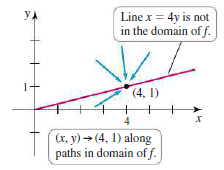 y
Line x = 4y is not
in the domain of f.
1
(4, 1)
4
x
(x, y) → (4, 1) along
paths in domain of f.